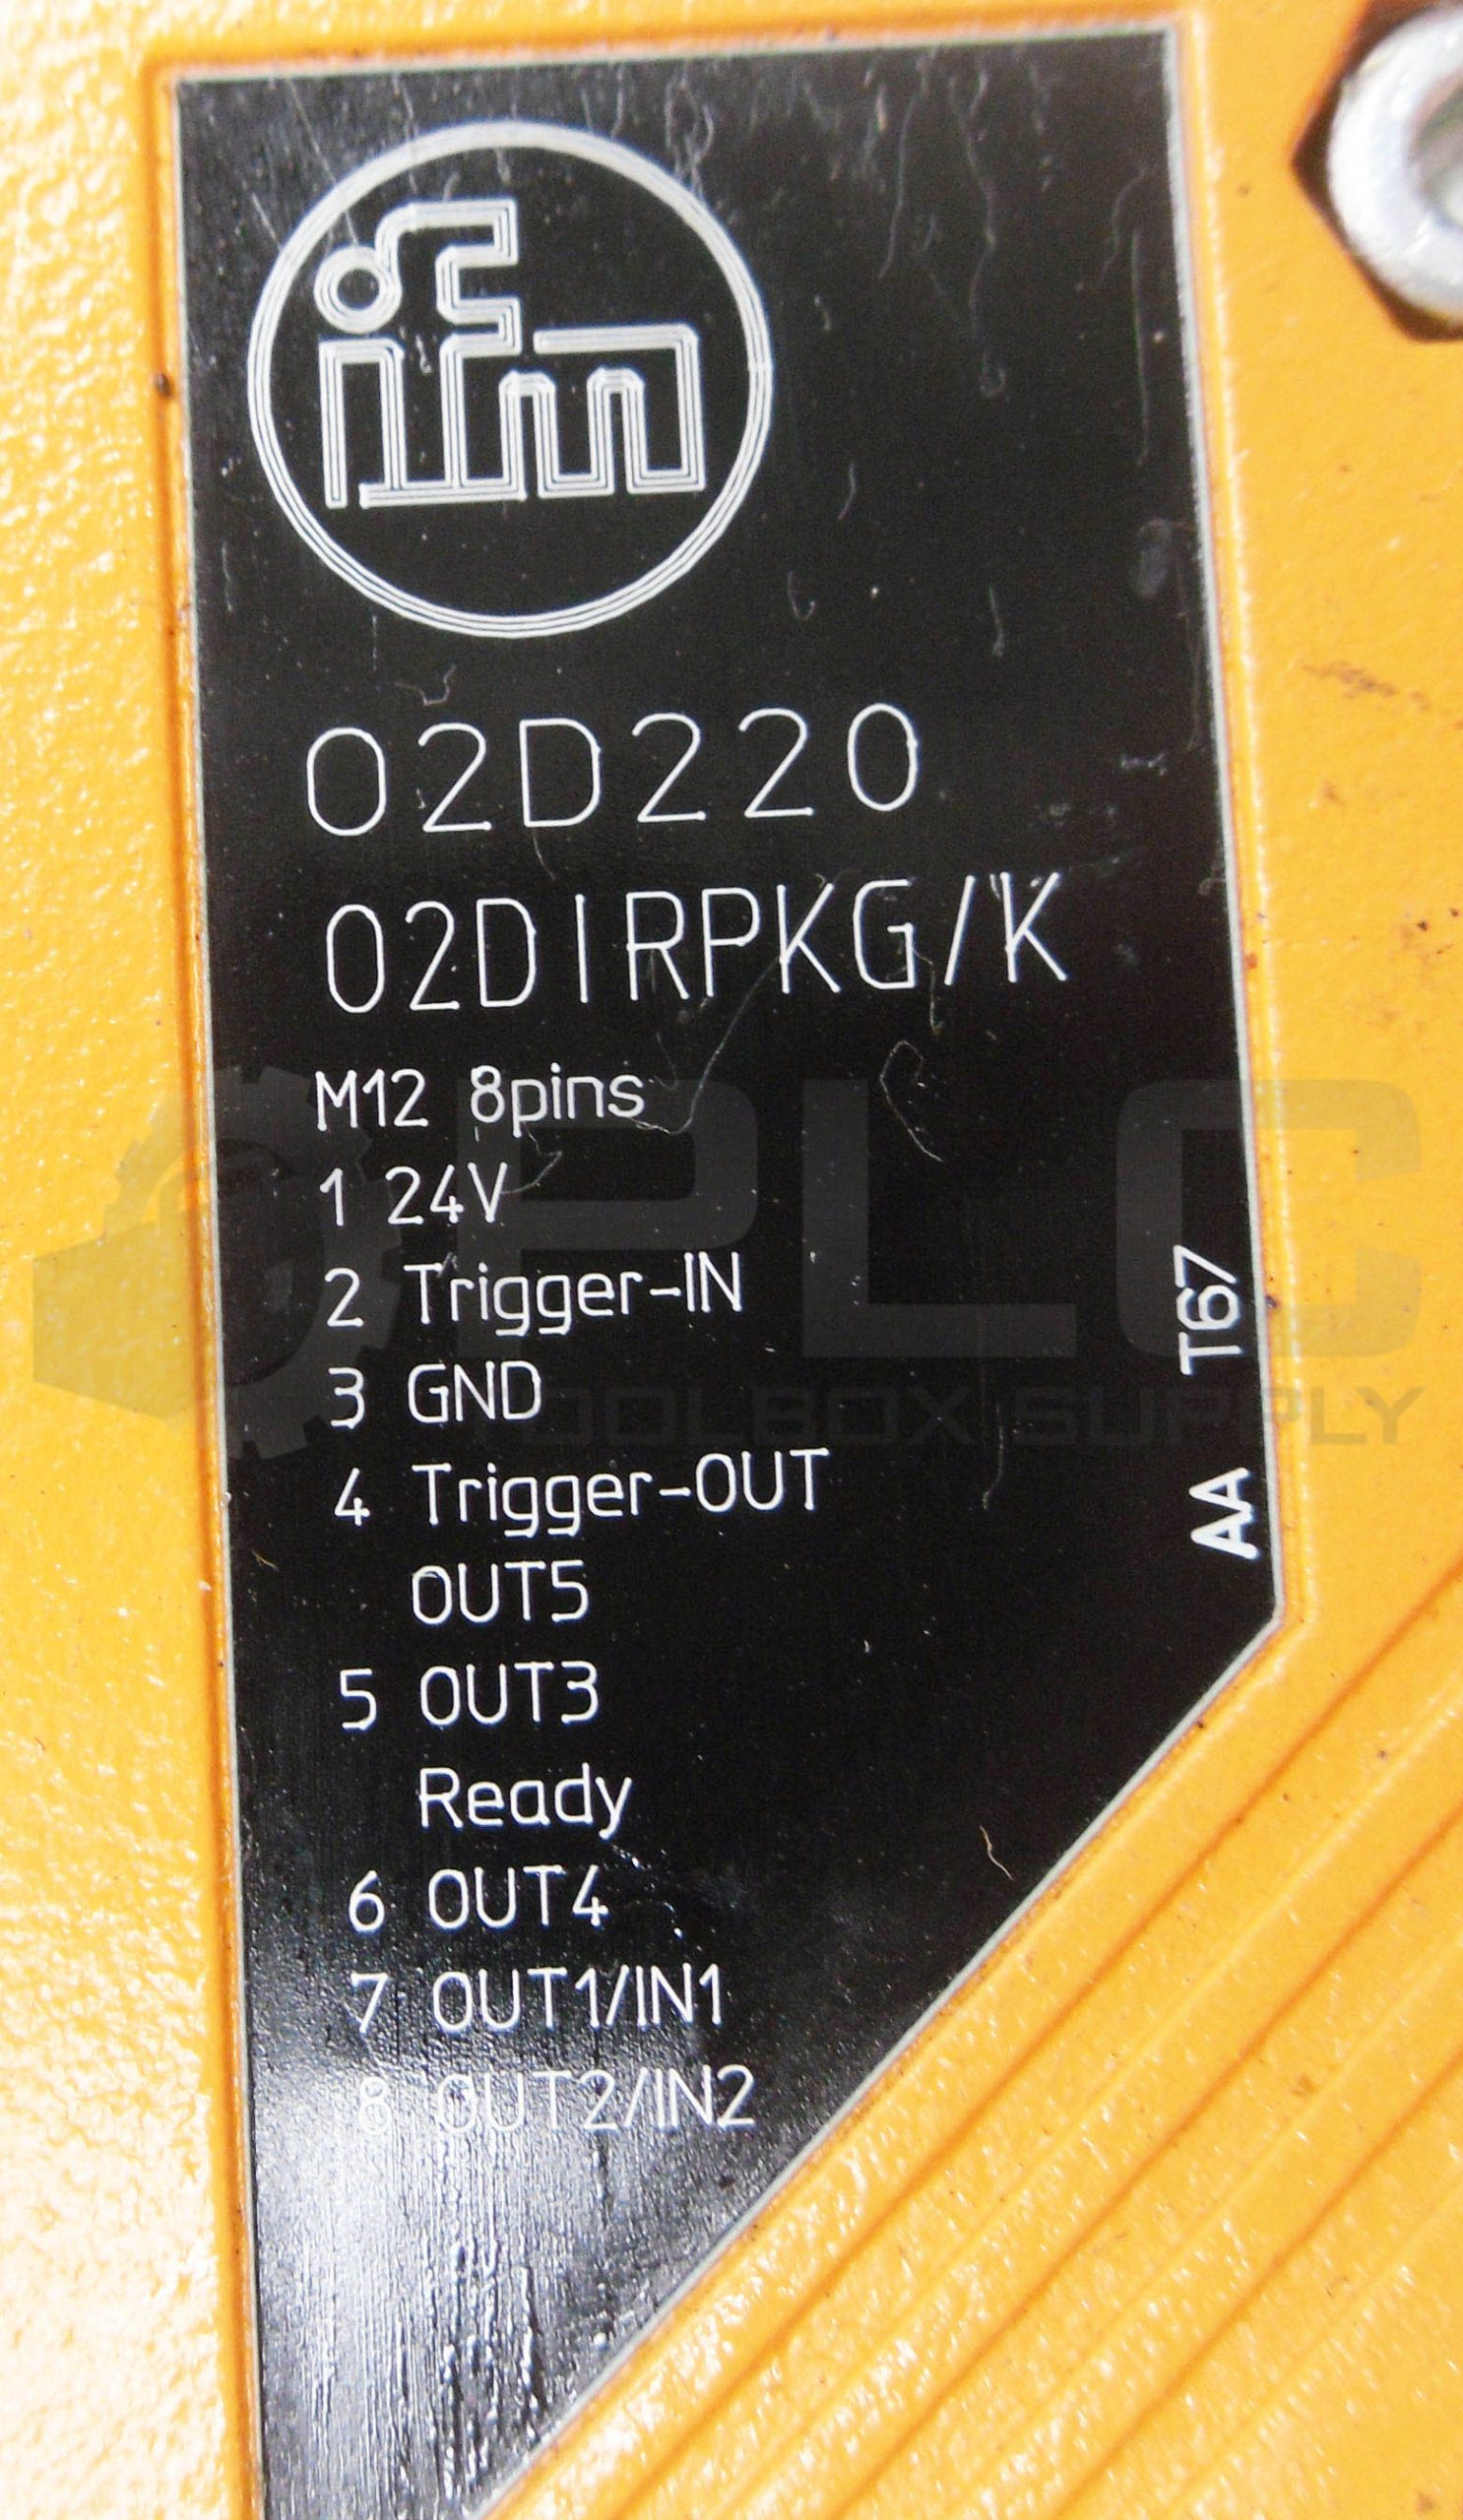 ifm
O2D220
O2DIRPKG/K
M12 8pins
1 24V
2 Trigger-IN
3 GND
4 Trigger-OUT
OUT5
5 OUT3
Ready
6 OUT4
7 OUT1/IN1
8 OUT2/IN2
AA T67
PLC
TOOLBOX SUPPLY